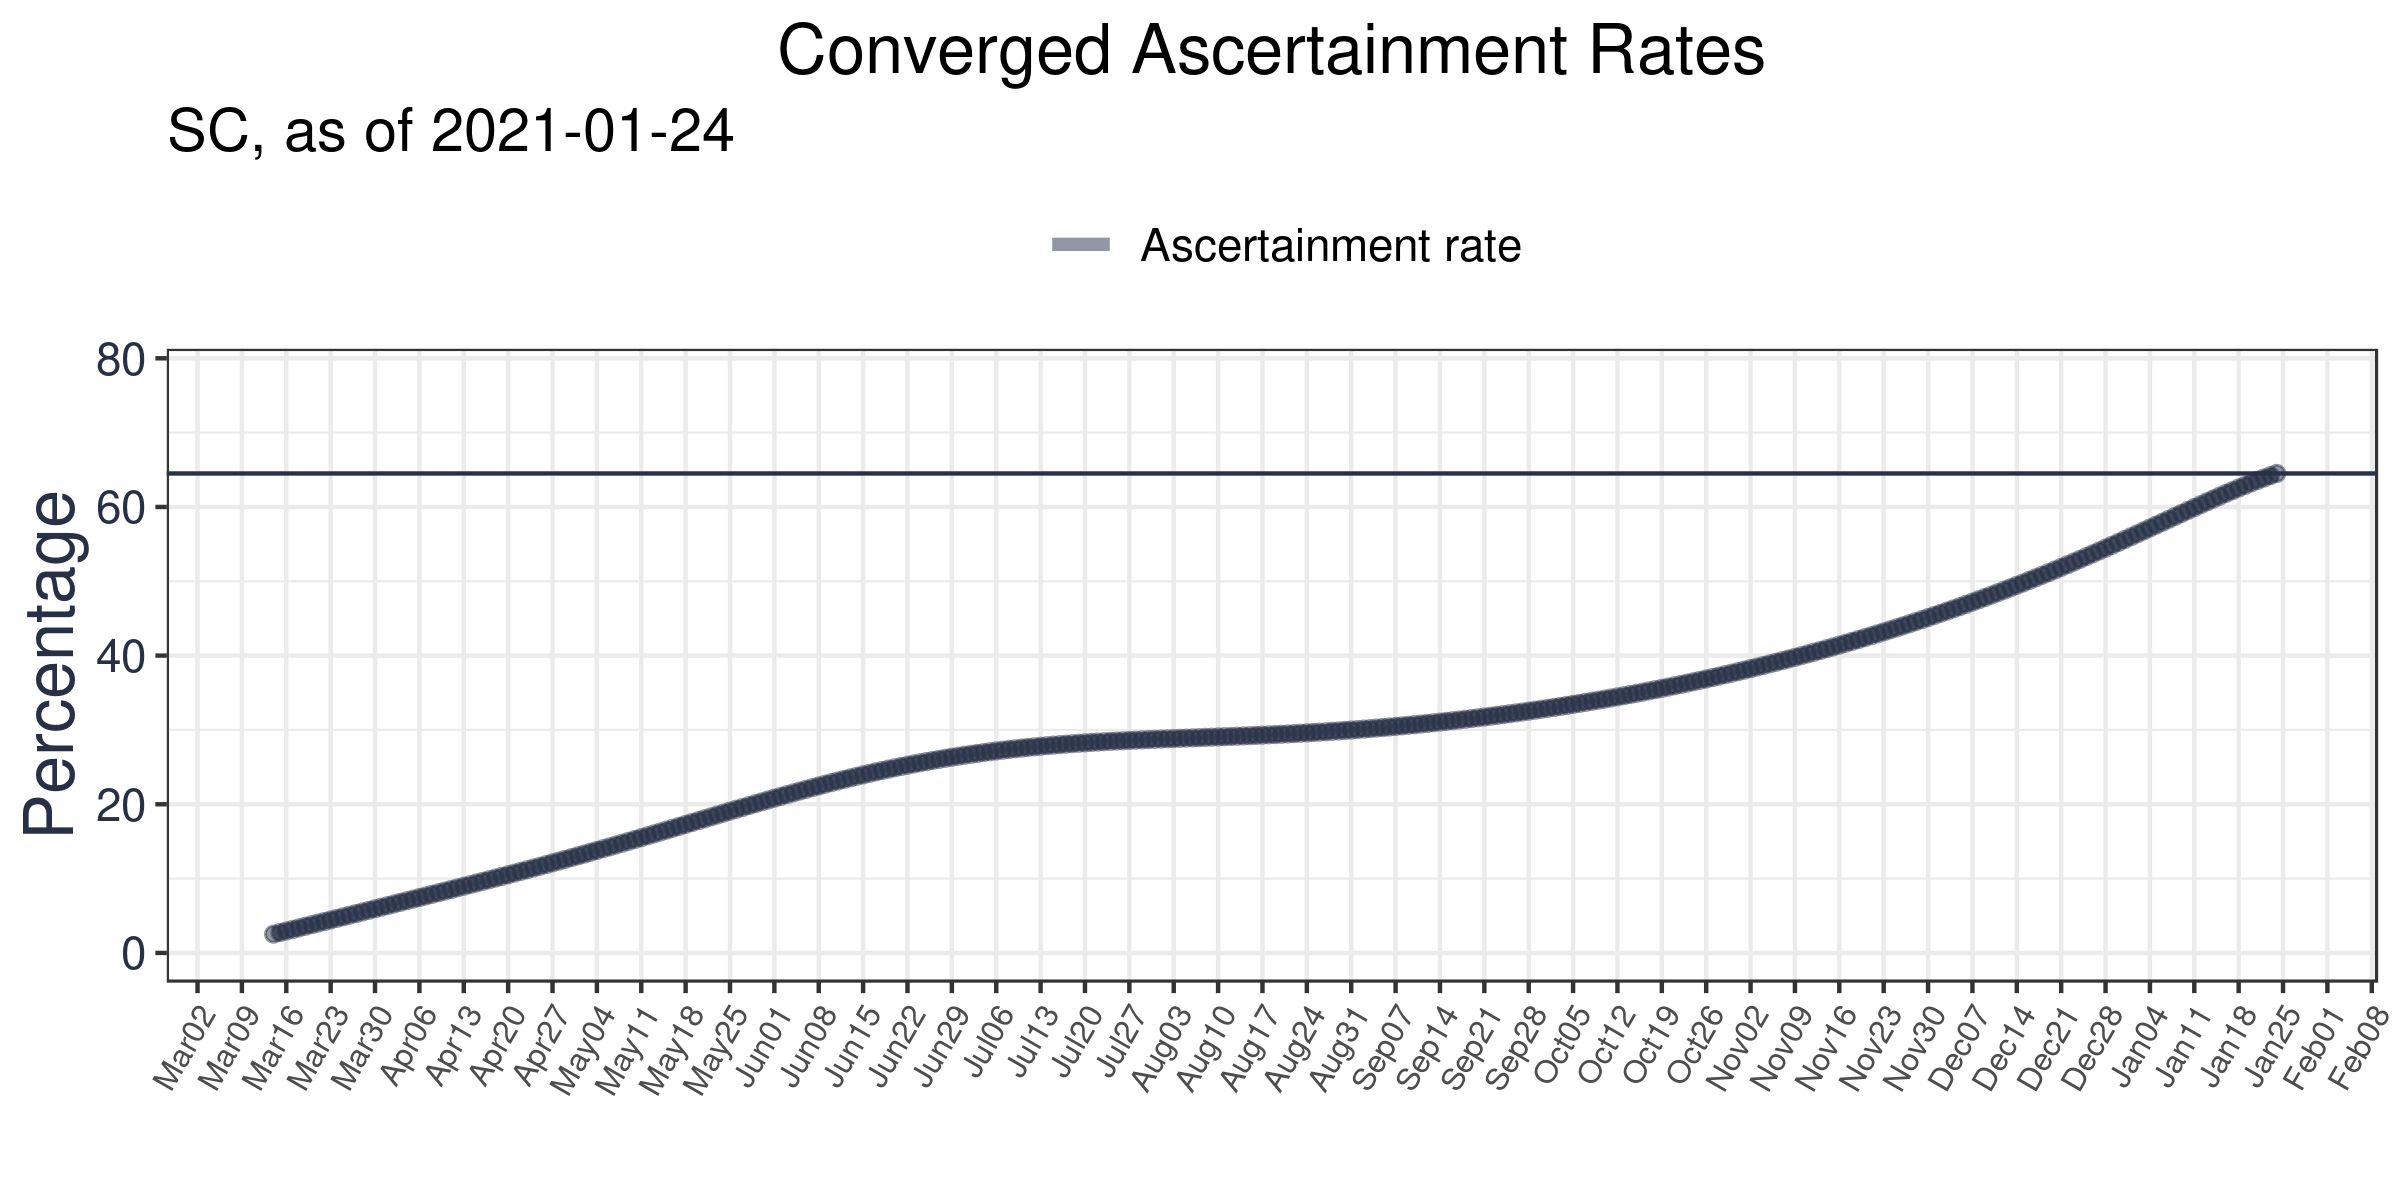 Converged Ascertainment Rates
SC, as of 2021-01-24
Ascertainment rate
Percentage
80
60
40
20
0
Mar02
Mar09
Mar16
Mar23
Mar30
Apr06
Apr13
Apr20
Apr27
May04
May11
May18
May25
Jun01
Jun08
Jun15
Jun22
Jun29
Jul06
Jul13
Jul20
Jul27
Aug03
Aug10
Aug17
Aug24
Aug31
Sep07
Sep14
Sep21
Sep28
Oct05
Oct12
Oct19
Oct26
Nov02
Nov09
Nov16
Nov23
Nov30
Dec07
Dec14
Dec21
Dec28
Jan04
Jan11
Jan18
Jan25
Feb01
Feb08